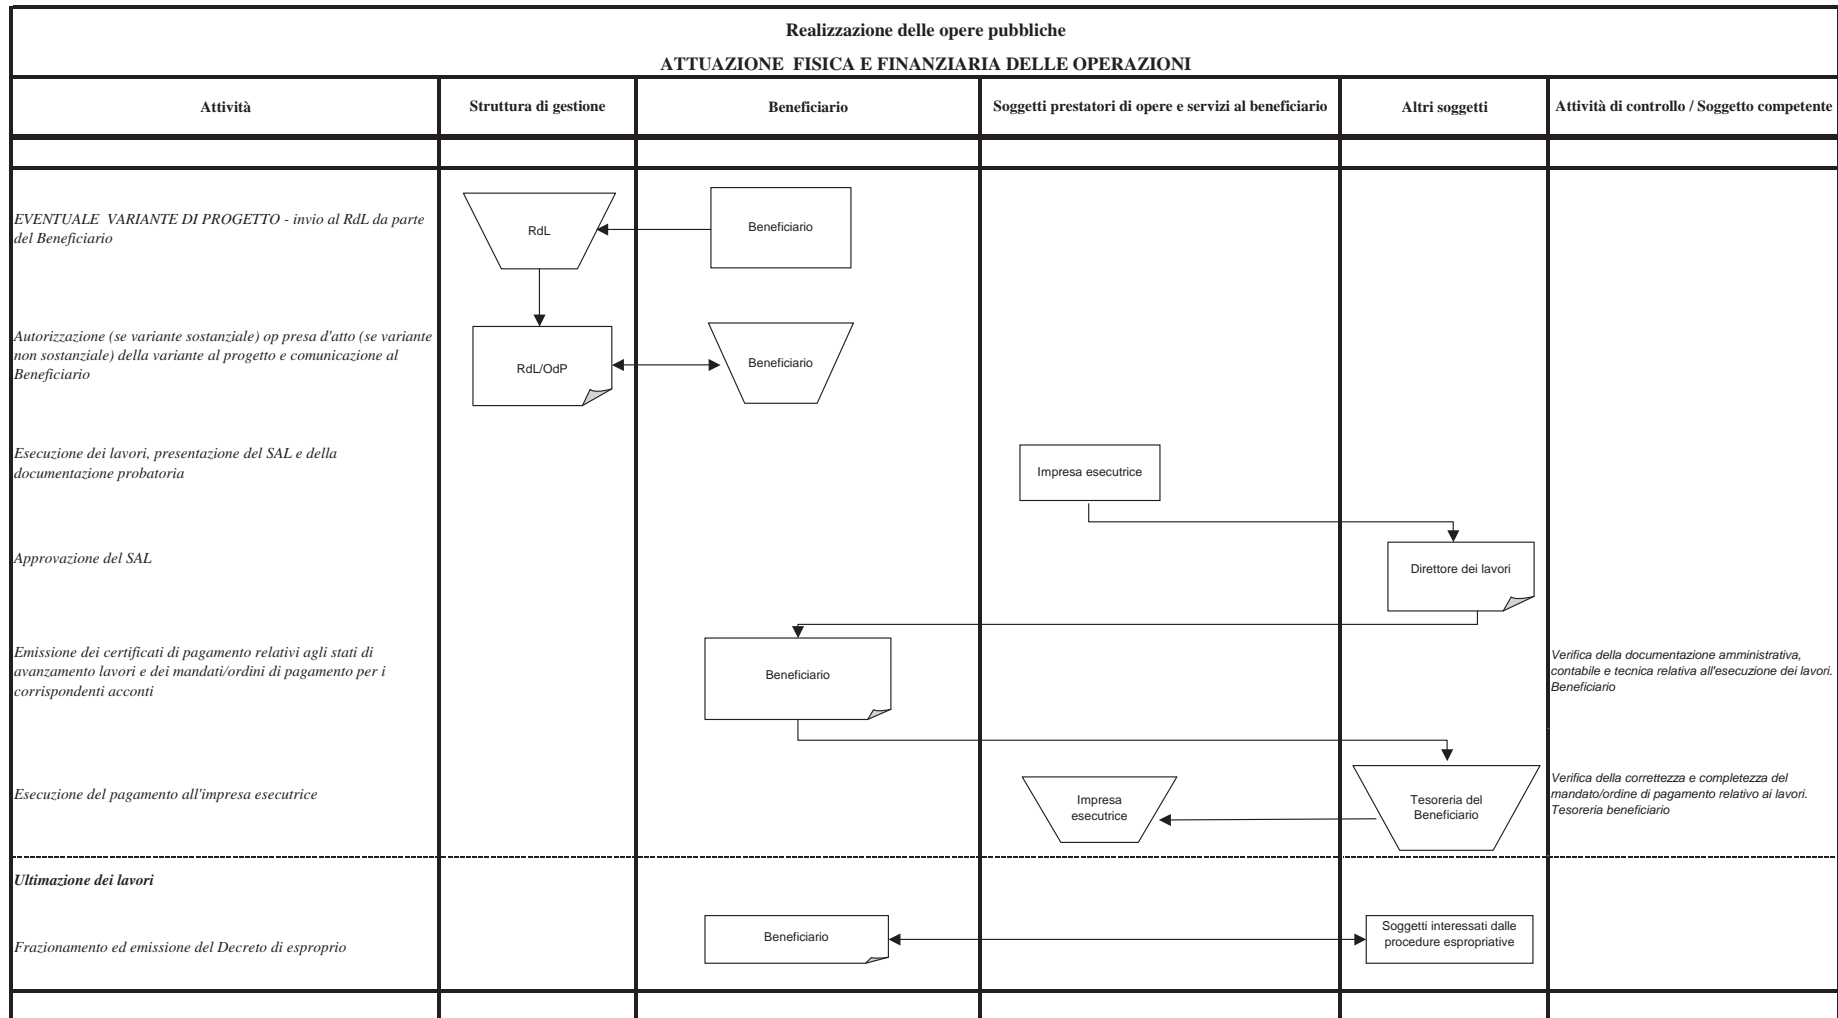 Realizzazione delle opere pubbliche
ATTUAZIONE FISICA E FINANZIARIA DELLE OPERAZIONI
Attività
Struttura di gestione
Beneficiario
Soggetti prestatori di opere e servizi al beneficiario
Altri soggetti
Attività di controllo / Soggetto competente
EVENTUALE VARIANTE DI PROGETTO - invio al RdL da parte
del Beneficiario
RdL
Beneficiario
Autorizzazione (se variante sostanziale) op presa d'atto (se variante
non sostanziale) della variante al progetto e comunicazione al
Beneficiario
RdL/OdP
Beneficiario
Esecuzione dei lavori, presentazione del SAL e della
documentazione probatoria
Impresa esecutrice
Approvazione del SAL
Direttore dei lavori
Emissione dei certificati di pagamento relativi agli stati di
avanzamento lavori e dei mandati/ordini di pagamento per i
corrispondenti acconti
Beneficiario
Verifica della documentazione amministrativa,
contabile e tecnica relativa all'esecuzione dei lavori.
Beneficiario
Esecuzione del pagamento all'impresa esecutrice
Impresa
esecutrice
Tesoreria del
Beneficiario
Verifica della correttezza e completezza del
mandato/ordine di pagamento relativo ai lavori.
Tesoreria beneficiario
Ultimazione dei lavori
Frazionamento ed emissione del Decreto di esproprio
Beneficiario
Soggetti interessati dalle
procedure espropriative